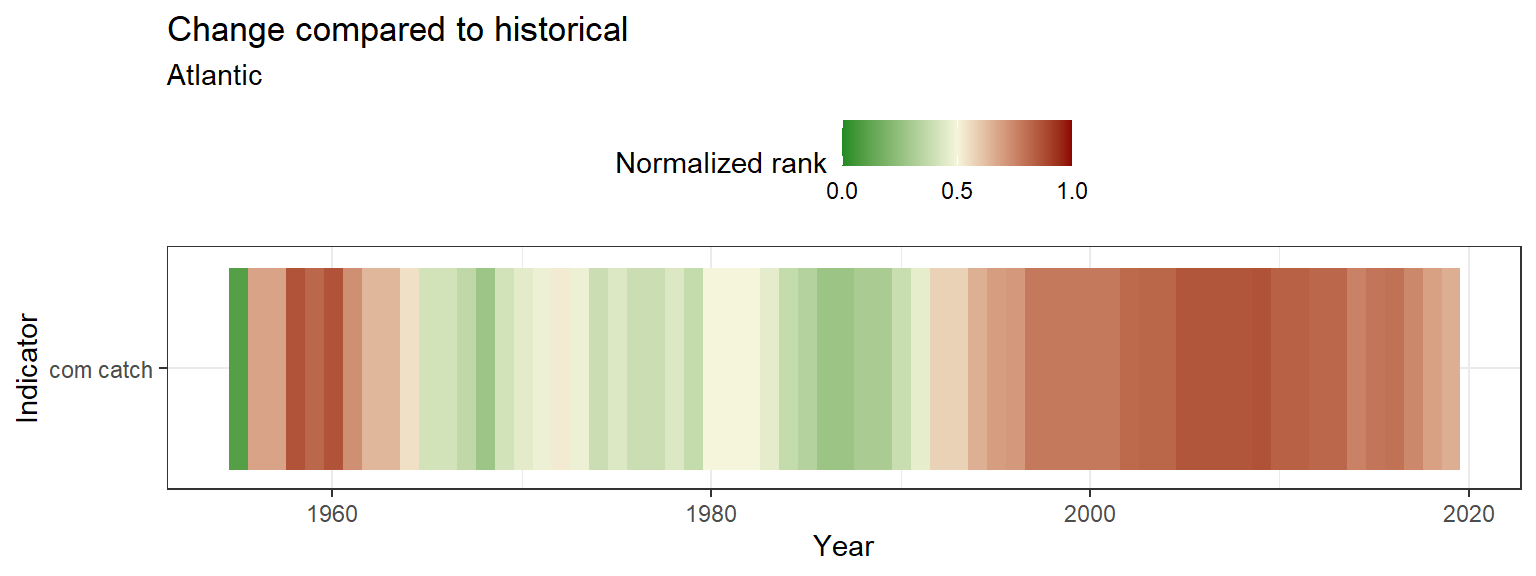 Change compared to historical
Atlantic
Normalized rank
0.0 0.5 1.0
Indicator
com catch
1960 1980 2000 2020
Year